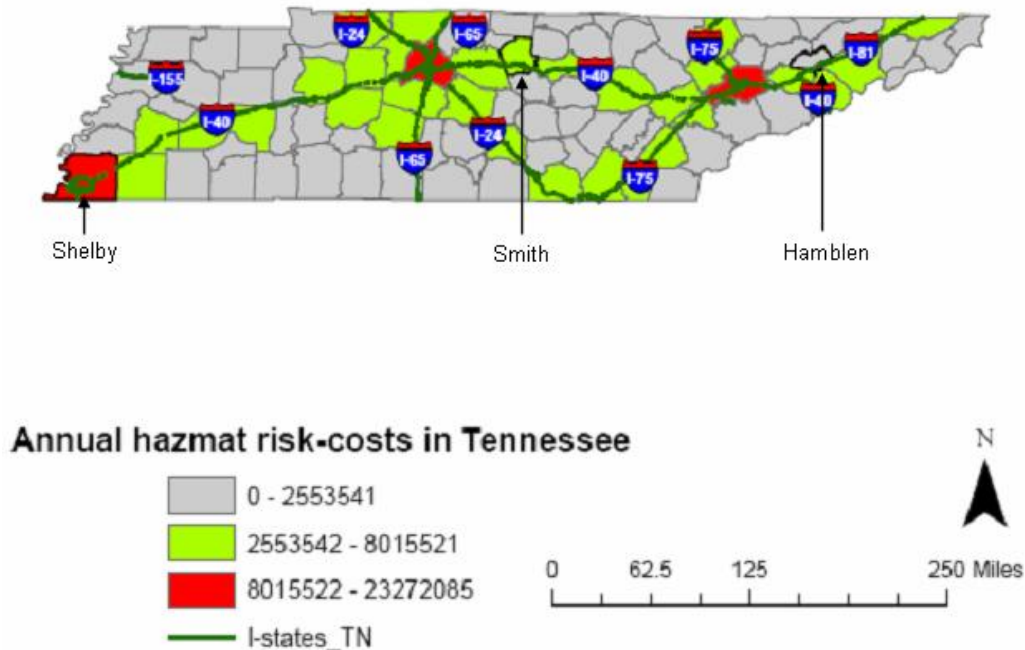 I-24
I-65
I-75
I-81
I-155
I-40
I-40
I-40
I-24
I-65
I-75
Shelby
Smith
Hamblen
Annual hazmat risk-costs in Tennessee
N
0 - 2553541
2553542 - 8015521
8015522 - 23272085
I-states_TN
0 62.5 125 250 Miles